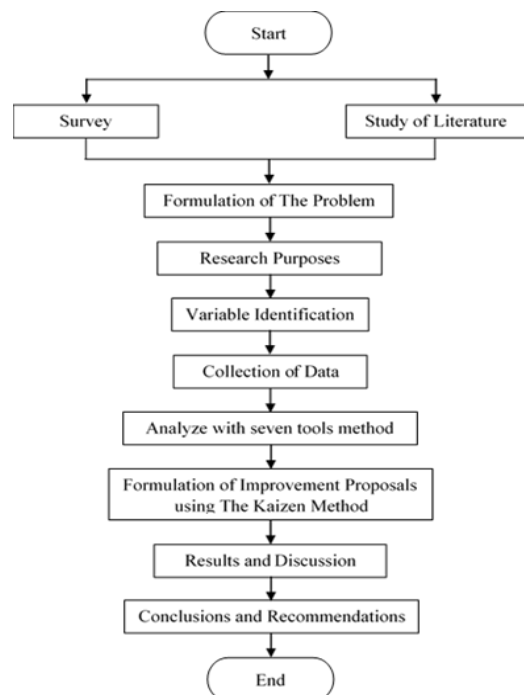 Start
Survey
Study of Literature
Formulation of The Problem
Research Purposes
Variable Identification
Collection of Data
Analyze with seven tools method
Formulation of Improvement Proposals
using The Kaizen Method
Results and Discussion
Conclusions and Recommendations
End